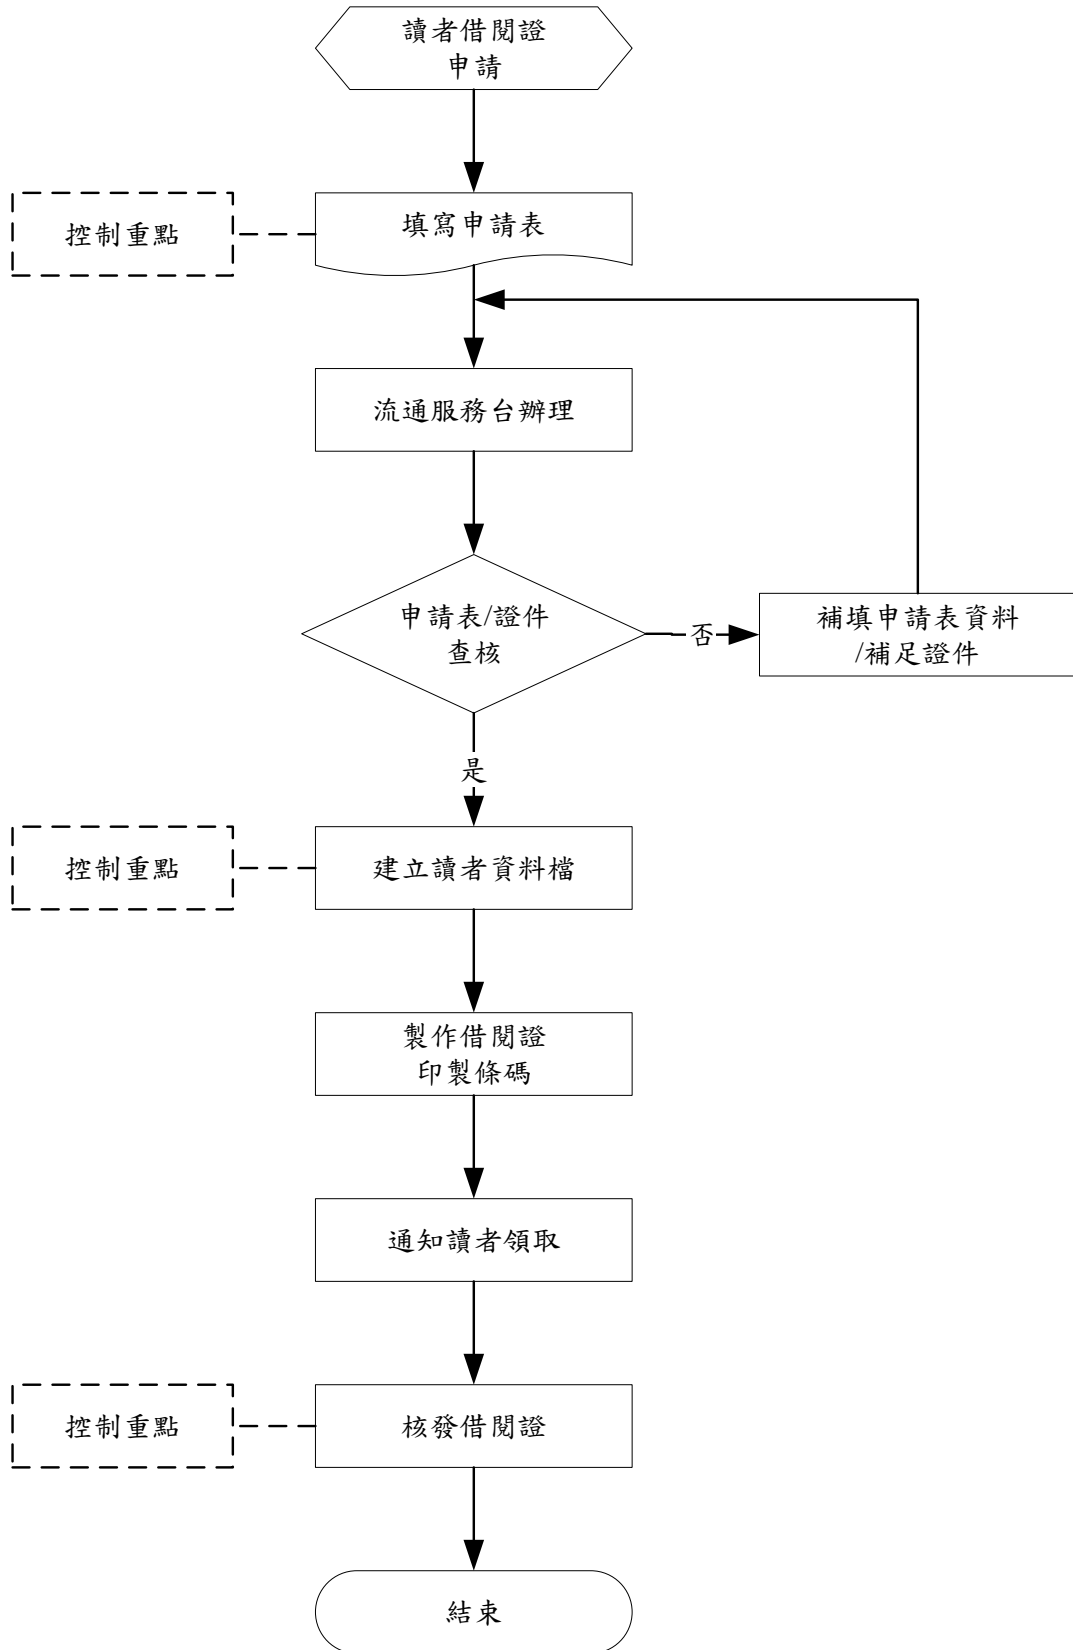 讀者借閱證
申請
控制重點
填寫申請表
流通服務台辦理
申請表/證件
查核
否
補填申請表資料
/補足證件
是
控制重點
建立讀者資料檔
製作借閱證
印製條碼
通知讀者領取
控制重點
核發借閱證
結束